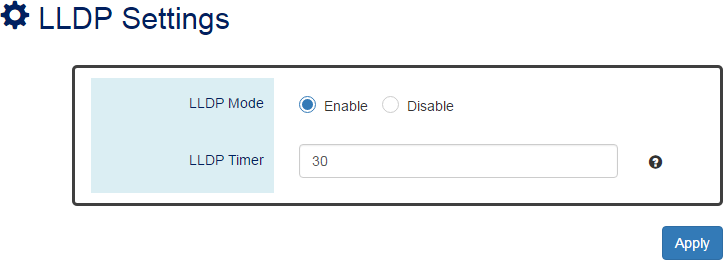 LLDP Settings
LLDP Mode Enable Disable
LLDP Timer 30 ?
Apply